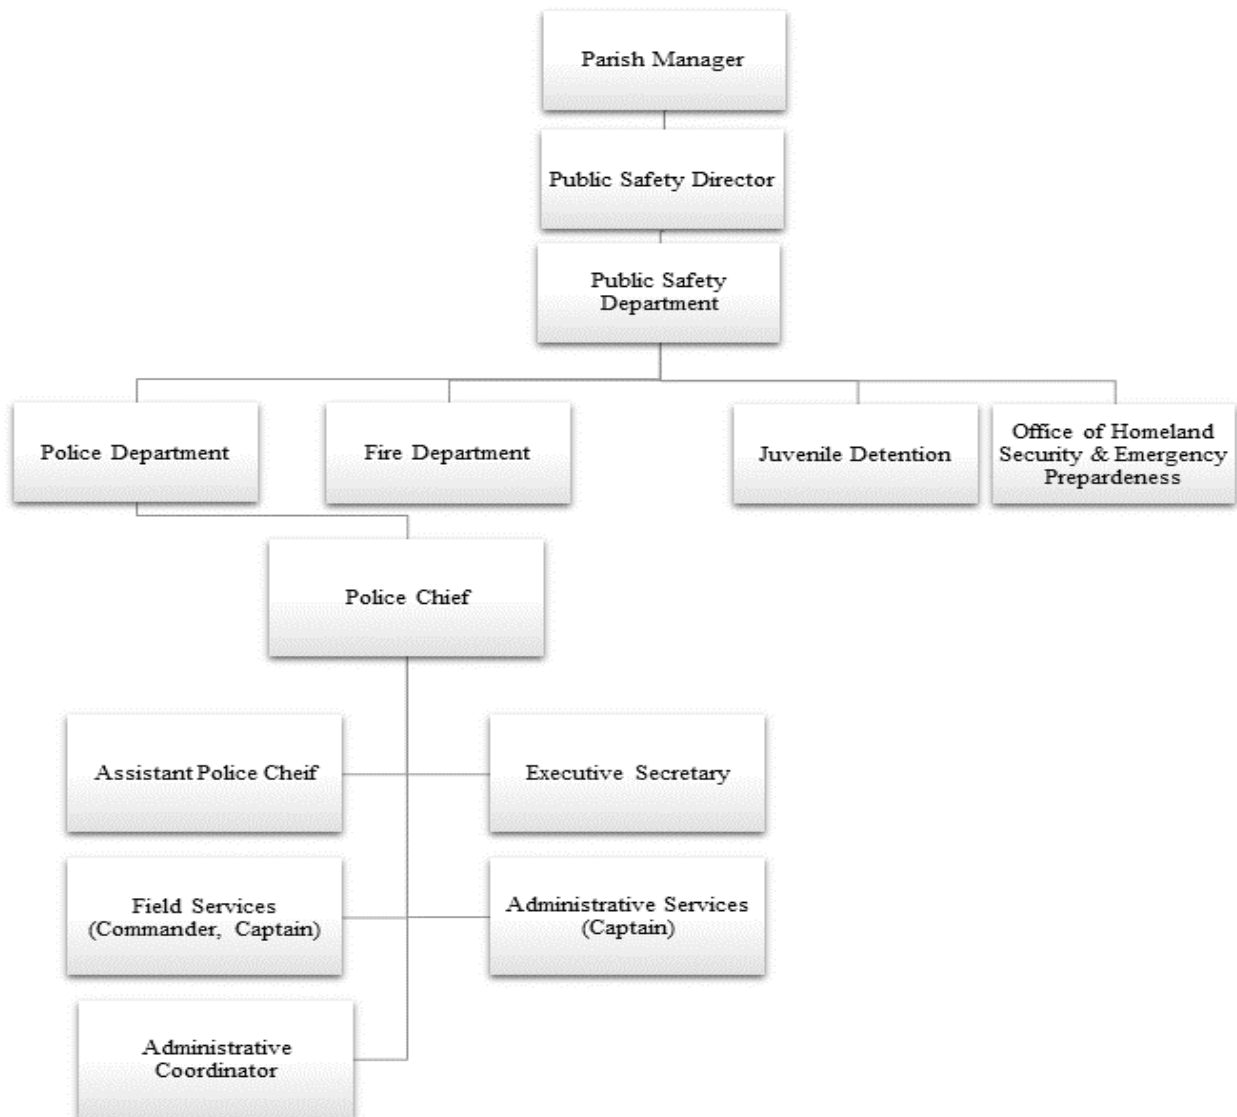 Parish Manager
Public Safety Director
Public Safety
Department
Police Department
Fire Department
Juvenile Detention
Office of Homeland
Security & Emergency
Prepardeness
Police Chief
Assistant Police Cheif
Executive Secretary
Field Services
(Commander, Captain)
Administrative Services
(Captain)
Administrative
Coordinator